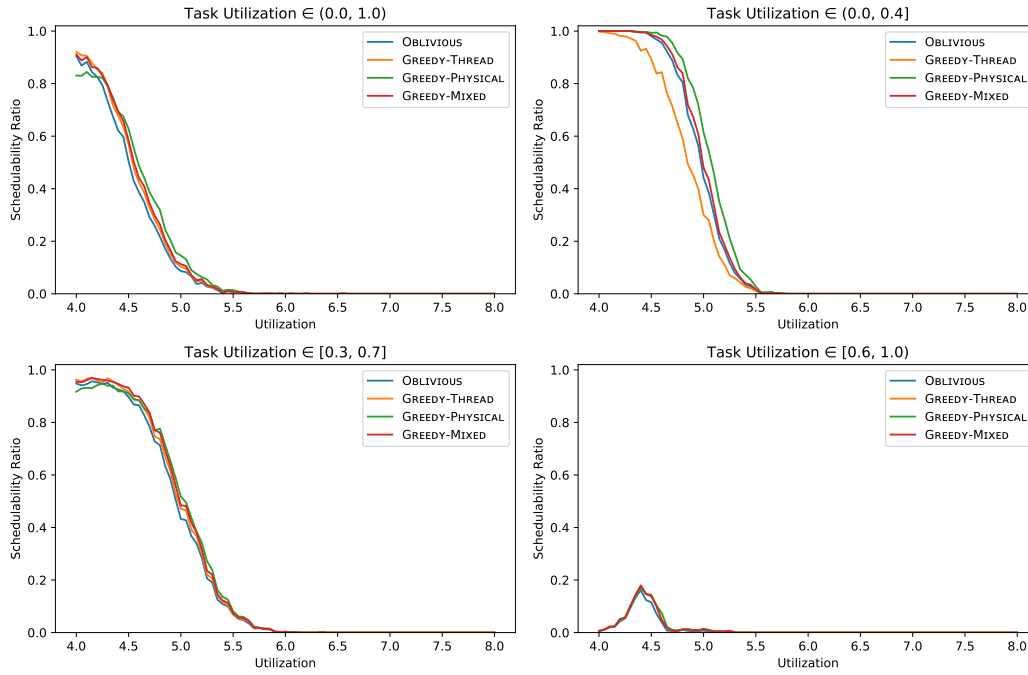 Task Utilization ∈ (0.0, 1.0)
Schedulability Ratio
1.0
0.8
0.6
0.4
0.2
0.0
Oblivious
Greedy-Thread
Greedy-Physical
Greedy-Mixed
4.0 4.5 5.0 5.5 6.0 6.5 7.0 7.5 8.0
Utilization
Task Utilization ∈ (0.0, 0.4]
Schedulability Ratio
1.0
0.8
0.6
0.4
0.2
0.0
Oblivious
Greedy-Thread
Greedy-Physical
Greedy-Mixed
4.0 4.5 5.0 5.5 6.0 6.5 7.0 7.5 8.0
Utilization
Task Utilization ∈ [0.3, 0.7]
Schedulability Ratio
1.0
0.8
0.6
0.4
0.2
0.0
Oblivious
Greedy-Thread
Greedy-Physical
Greedy-Mixed
4.0 4.5 5.0 5.5 6.0 6.5 7.0 7.5 8.0
Utilization
Task Utilization ∈ [0.6, 1.0)
Schedulability Ratio
1.0
0.8
0.6
0.4
0.2
0.0
Oblivious
Greedy-Thread
Greedy-Physical
Greedy-Mixed
4.0 4.5 5.0 5.5 6.0 6.5 7.0 7.5 8.0
Utilization